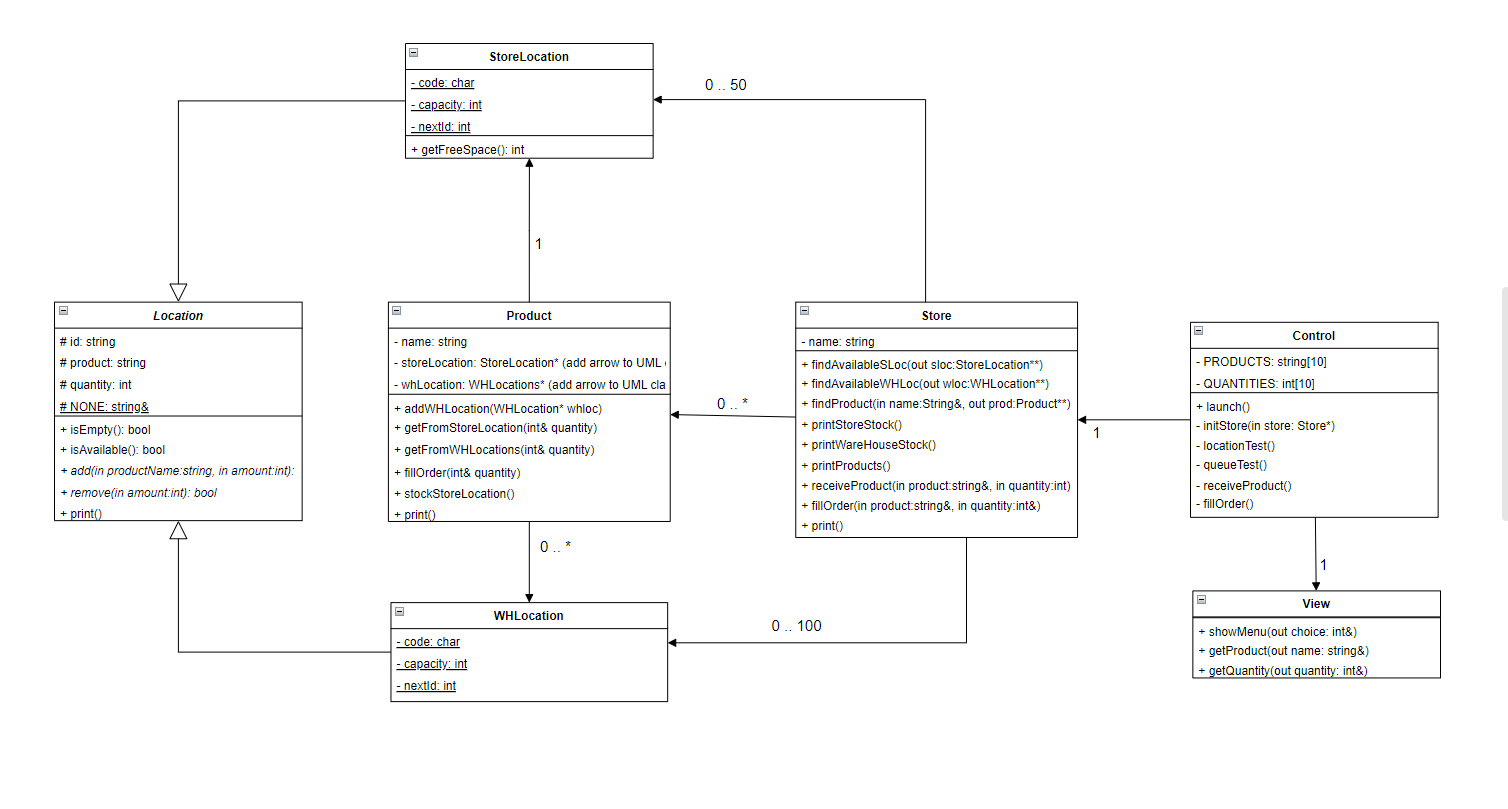 StoreLocation
- code: char
- capacity: int
- nextId: int
+ getFreeSpace(): int
0 .. 50
1
Location
# id: string
# product: string
# quantity: int
# NONE: string&
+ isEmpty(): bool
+ isAvailable(): bool
+ add(in productName:string, in amount:int):
+ remove(in amount:int): bool
+ print()
Product
- name: string
- storeLocation: StoreLocation* (add arrow to UML
- whLocation: WHLocations* (add arrow to UML cla
+ addWHLocation(WHLocation* whloc)
+ getFromStoreLocation(int& quantity)
+ getFromWHLocations(int& quantity)
+ fillOrder(int& quantity)
+ stockStoreLocation()
+ print()
0 .. *
Store
- name: string
+ findAvailableSLoc(out sloc:StoreLocation**)
+ findAvailableWHLoc(out wloc:WHLocation**)
+ findProduct(in name:String&, out prod:Product**)
+ printStoreStock()
+ printWareHouseStock()
+ printProducts()
+ receiveProduct(in product:string&, in quantity:int)
+ fillOrder(in product:string&, in quantity:int&)
+ print()
1
Control
- PRODUCTS: string[10]
- QUANTITIES: int[10]
+ launch()
- initStore(in store: Store*)
- locationTest()
- queueTest()
- receiveProduct()
- fillOrder()
0 .. *
1
WHLocation
- code: char
- capacity: int
- nextId: int
0 .. 100
View
+ showMenu(out choice: int&)
+ getProduct(out name: string&)
+ getQuantity(out quantity: int&)